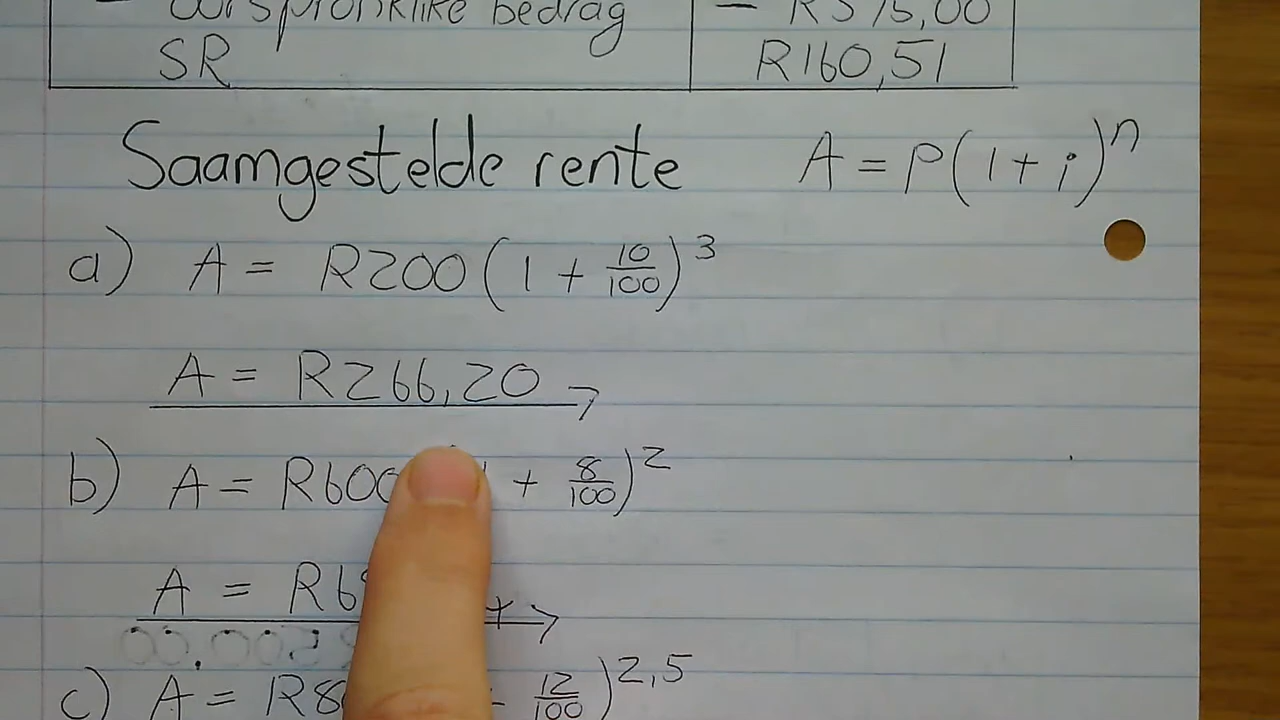 bedrag
SR R160,51
Saamgestelde rente A = P(1 + i)ⁿ
a) A = R200(1 + 10/100)³
A = R266,20
b) A = R600 + 8/100)²
A = R6
c) A = R8 12/100)²,⁵